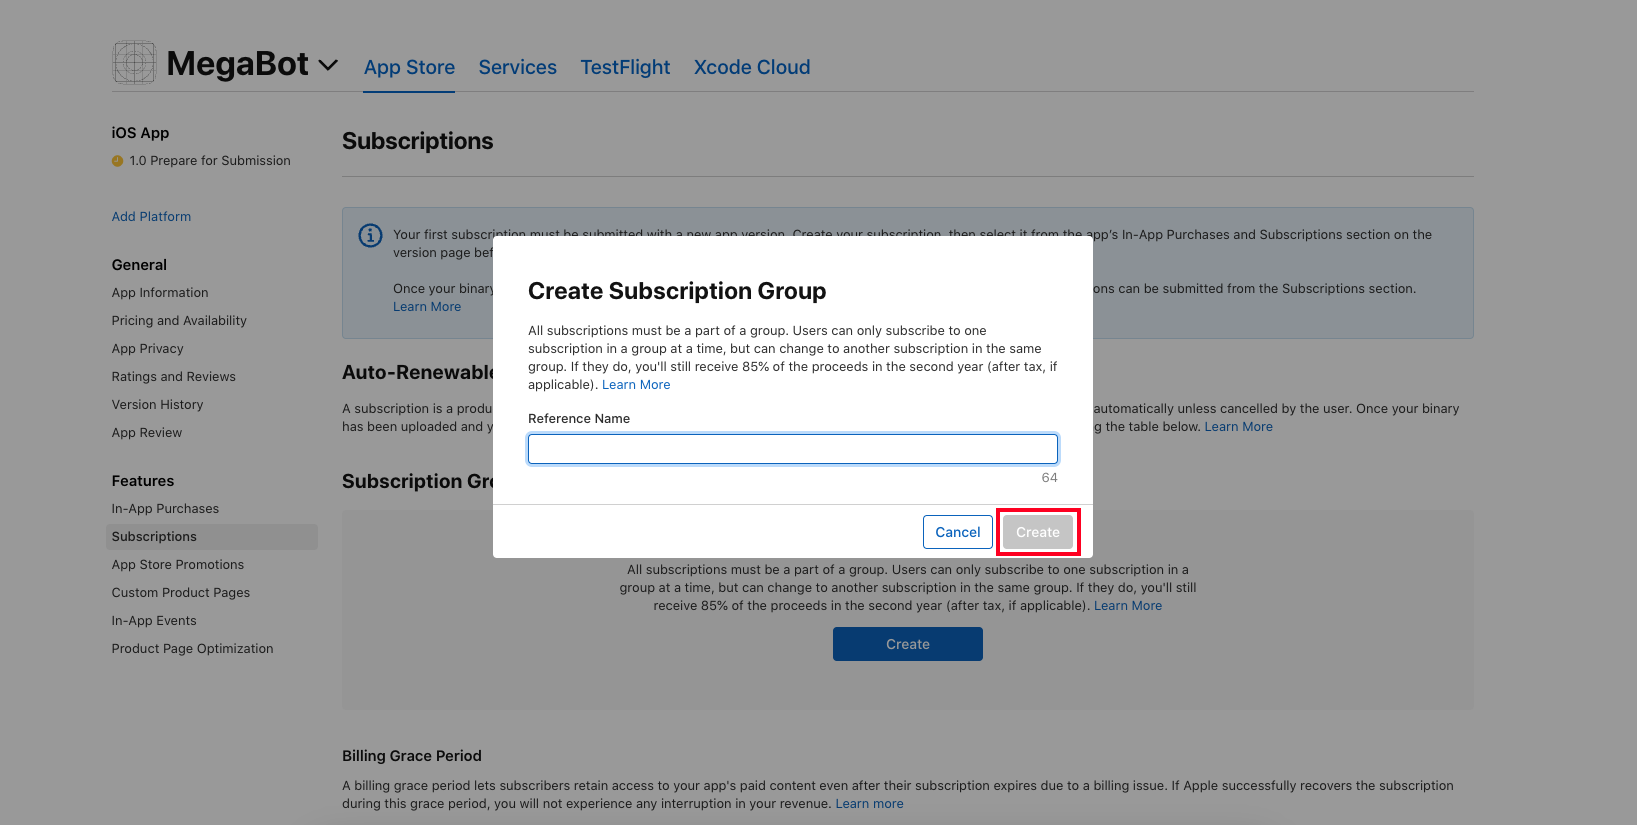 MegaBot
App Store Services TestFlight Xcode Cloud
iOS App
1.0 Prepare for Submission
Add Platform
General
App Information
Pricing and Availability
App Privacy
Ratings and Reviews
Version History
App Review
Features
In-App Purchases
Subscriptions
App Store Promotions
Custom Product Pages
In-App Events
Product Page Optimization
Subscriptions
Your first subscription must be submitted with a new app version. Create your subscription, then select it from the app's In-App Purchases and Subscriptions section on the
version page bef
Once your binary ons can be submitted from the Subscriptions section.
Learn More
Auto-Renewable
A subscription is a produ automatically unless cancelled by the user. Once your binary
has been uploaded and y g the table below. Learn More
Subscription Gro
Create Subscription Group
All subscriptions must be a part of a group. Users can only subscribe to one
subscription in a group at a time, but can change to another subscription in the same
group. If they do, you'll still receive 85% of the proceeds in the second year (after tax, if
applicable). Learn More
Reference Name
64
Cancel Create
All subscriptions must be a part of a group. Users can only subscribe to one subscription in a
group at a time, but can change to another subscription in the same group. If they do, you'll still
receive 85% of the proceeds in the second year (after tax, if applicable). Learn More
Create
Billing Grace Period
A billing grace period lets subscribers retain access to your app's paid content even after their subscription expires due to a billing issue. If Apple successfully recovers the subscription
during this grace period, you will not experience any interruption in your revenue. Learn more